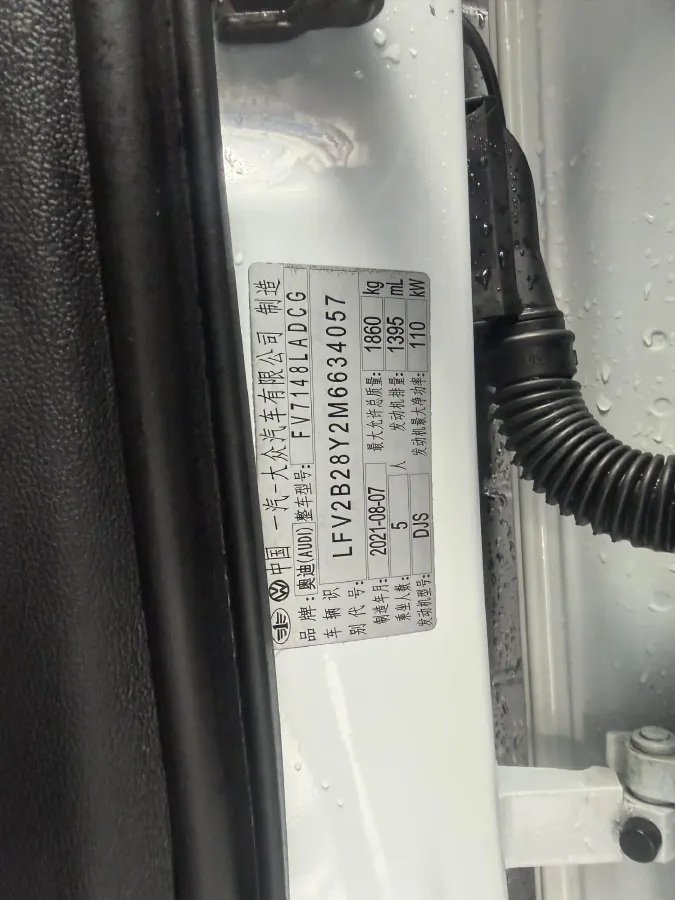 中国 一汽-大众汽车有限公司 制造
品牌: 奥迪(AUDI) 整车型号: FV7148LADCG
车辆识别代号: LFV2B28Y2M6634057
制造年月: 2021-08-07 最大允许总质量: 1860 kg
乘坐人数: 5 人 发动机排量: 1395 mL
发动机型号: DJS 发动机最大净功率: 110 kW